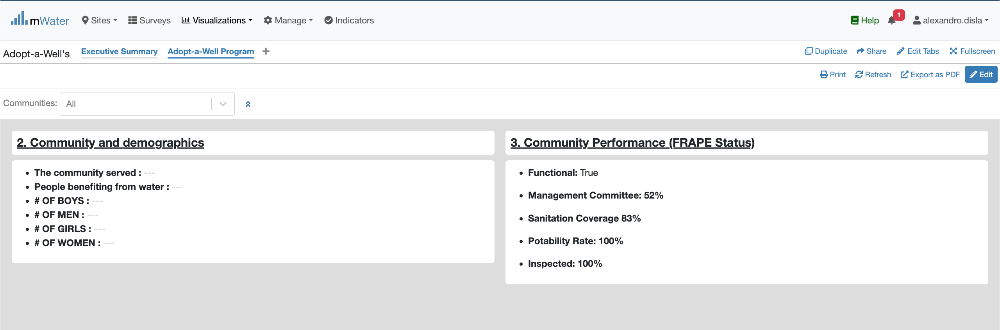 mWater Sites Surveys Visualizations Manage Indicators Help 1 alexandro.disla
Adopt-a-Well's Executive Summary Adopt-a-Well Program + Duplicate Share Edit Tabs Fullscreen
Print Refresh Export as PDF Edit
Communities: All
2. Community and demographics
The community served : ---
People benefiting from water : ---
# OF BOYS : ---
# OF MEN : ---
# OF GIRLS : ---
# OF WOMEN : ---
3. Community Performance (FRAPE Status)
Functional: True
Management Committee: 52%
Sanitation Coverage 83%
Potability Rate: 100%
Inspected: 100%